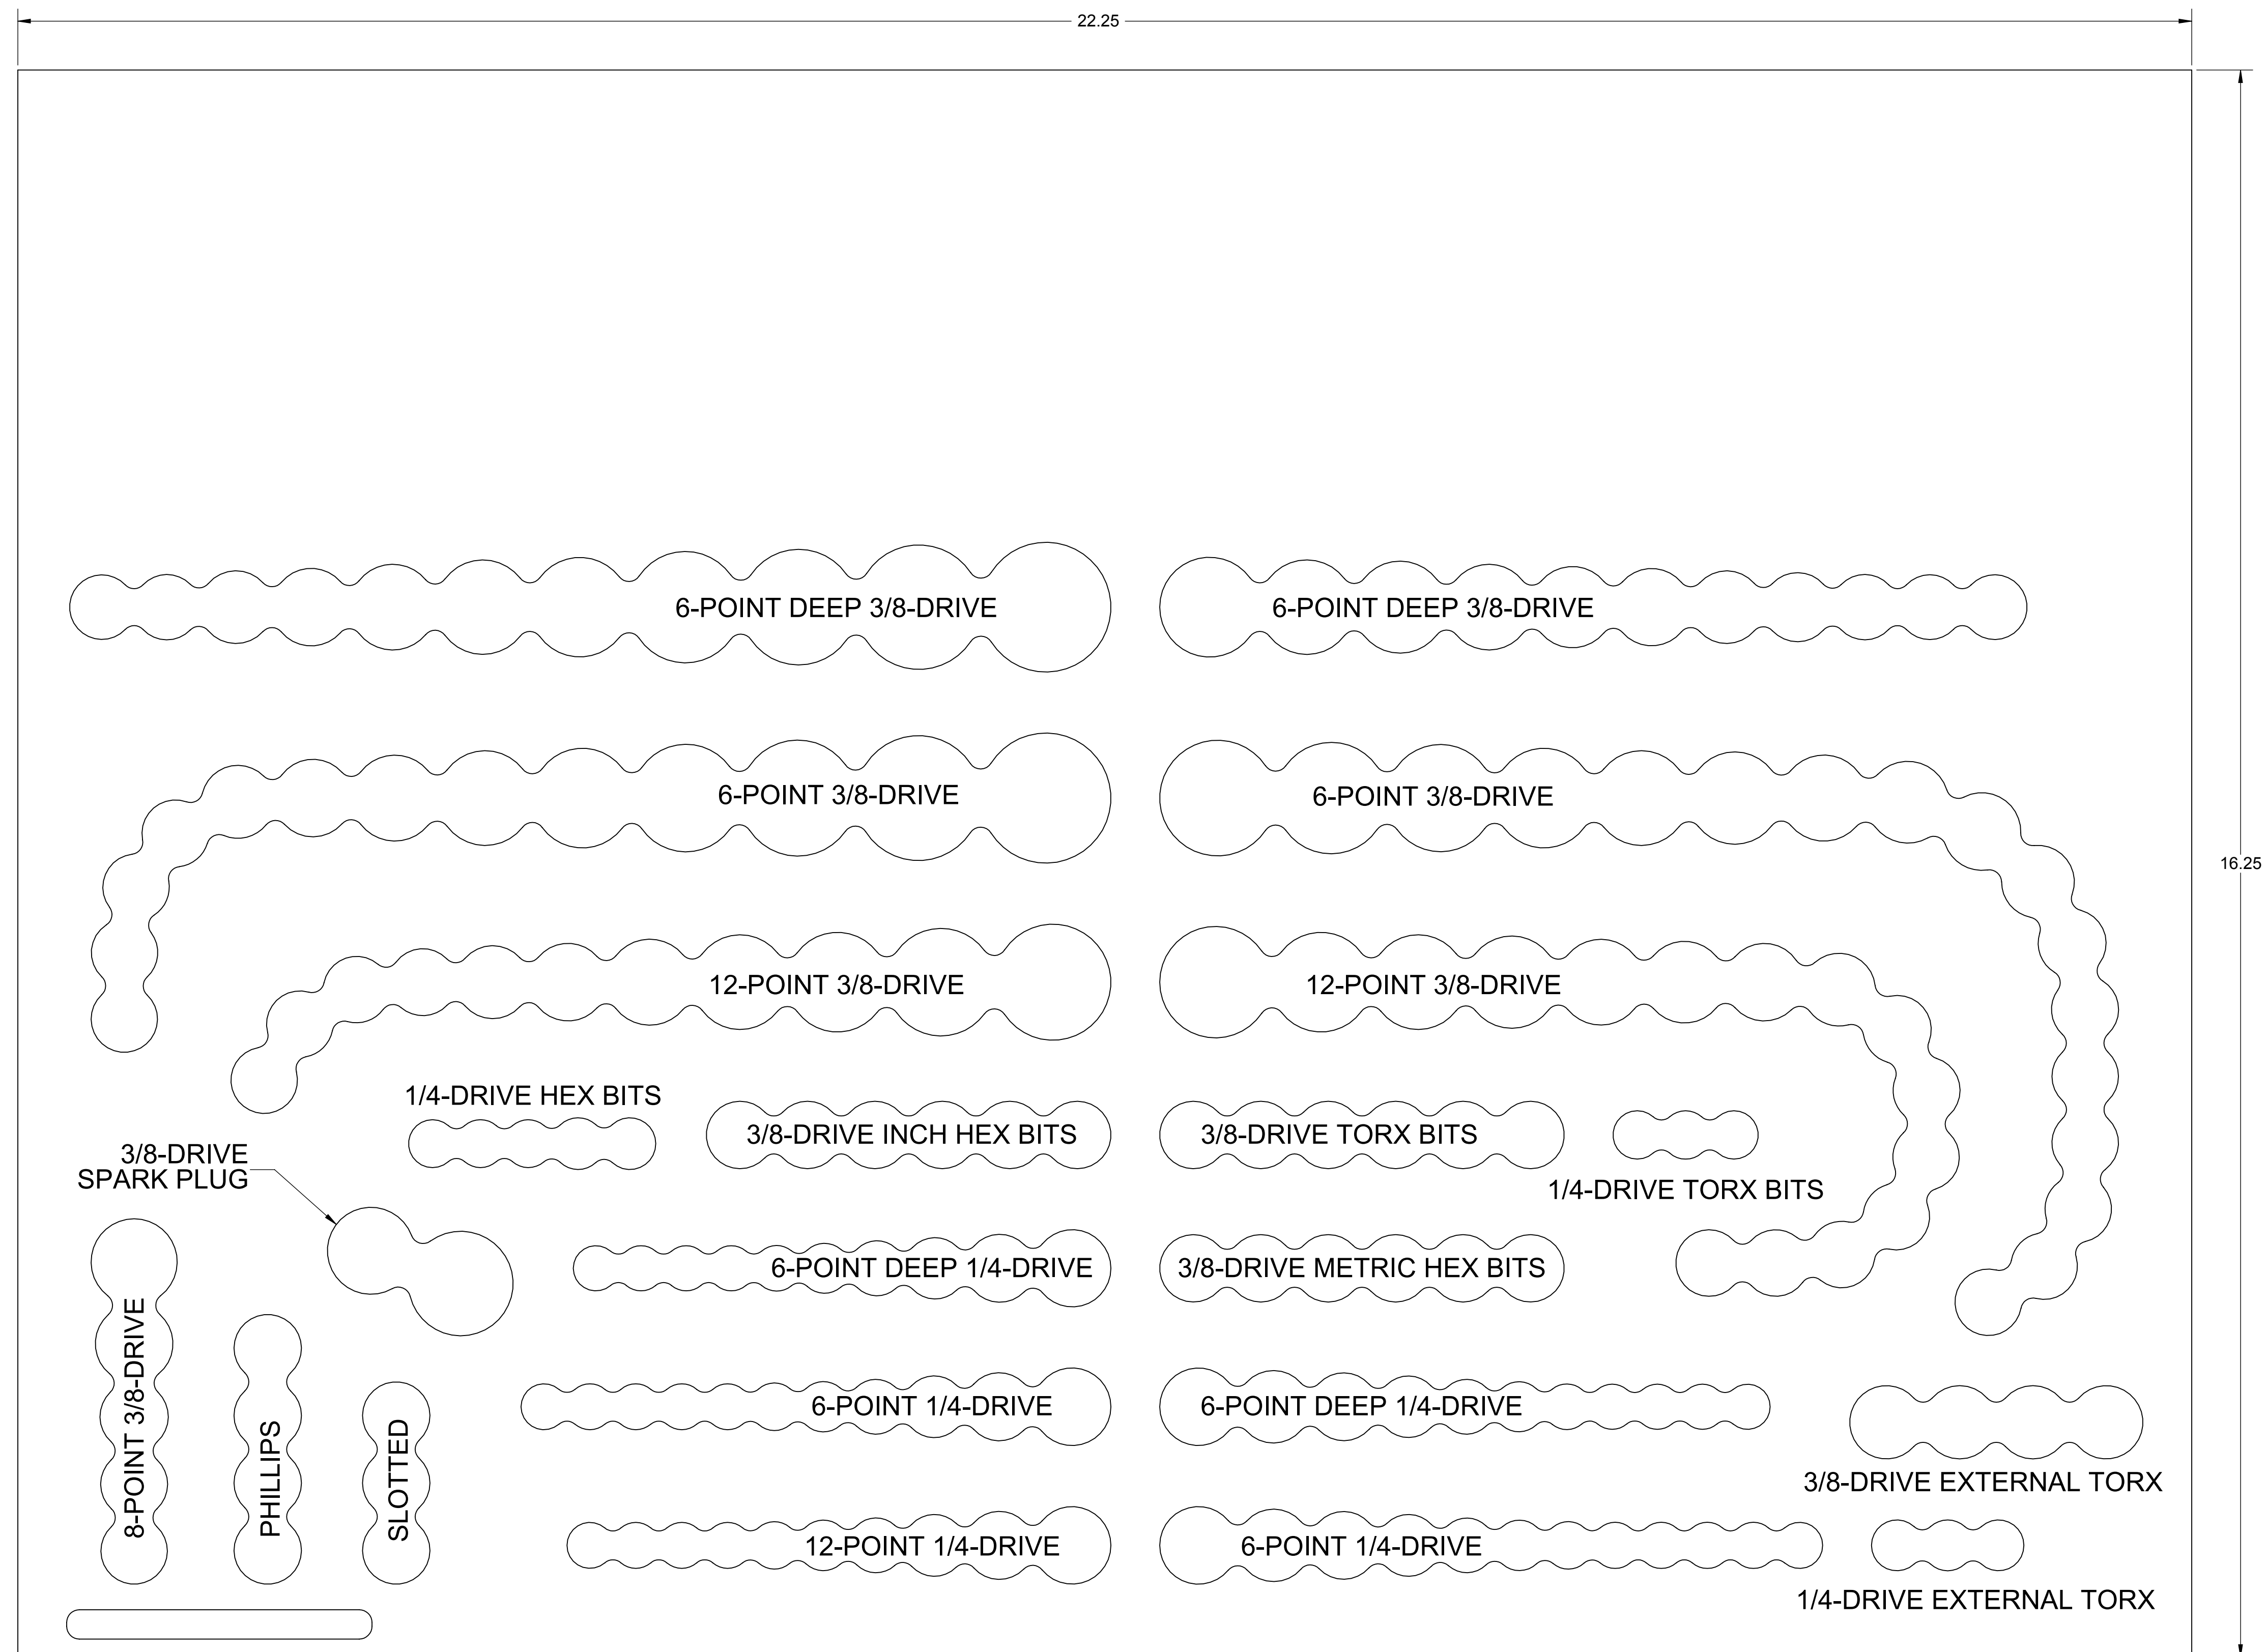 22.25
6-POINT DEEP 3/8-DRIVE
6-POINT DEEP 3/8-DRIVE
6-POINT 3/8-DRIVE
6-POINT 3/8-DRIVE
16.25
12-POINT 3/8-DRIVE
12-POINT 3/8-DRIVE
1/4-DRIVE HEX BITS
3/8-DRIVE INCH HEX BITS
3/8-DRIVE TORX BITS
3/8-DRIVE
SPARK PLUG
1/4-DRIVE TORX BITS
6-POINT DEEP 1/4-DRIVE
3/8-DRIVE METRIC HEX BITS
8-POINT 3/8-DRIVE
PHILLIPS
SLOTTED
6-POINT 1/4-DRIVE
6-POINT DEEP 1/4-DRIVE
3/8-DRIVE EXTERNAL TORX
12-POINT 1/4-DRIVE
6-POINT 1/4-DRIVE
1/4-DRIVE EXTERNAL TORX